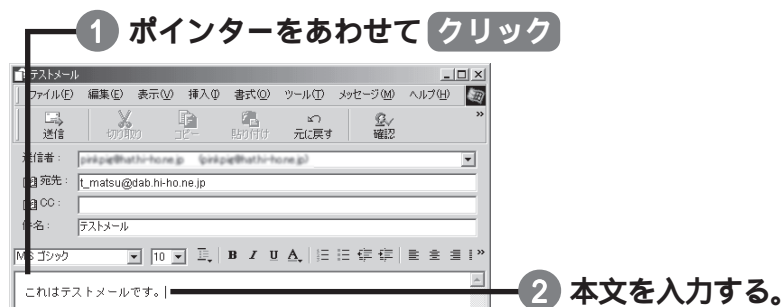 1 ポインターをあわせて クリック
テストメール
ファイル(F) 編集(E) 表示(V) 挿入(I) 書式(O) ツール(T) メッセージ(M) ヘルプ(H)
送信 切り取り コピー 貼り付け 元に戻す 確認 »
送信者:
宛先: t_matsu@dab.hi-ho.ne.jp
CC:
件名: テストメール
MS ゴシック 10 B I U A »
これはテストメールです。
2 本文を入力する。